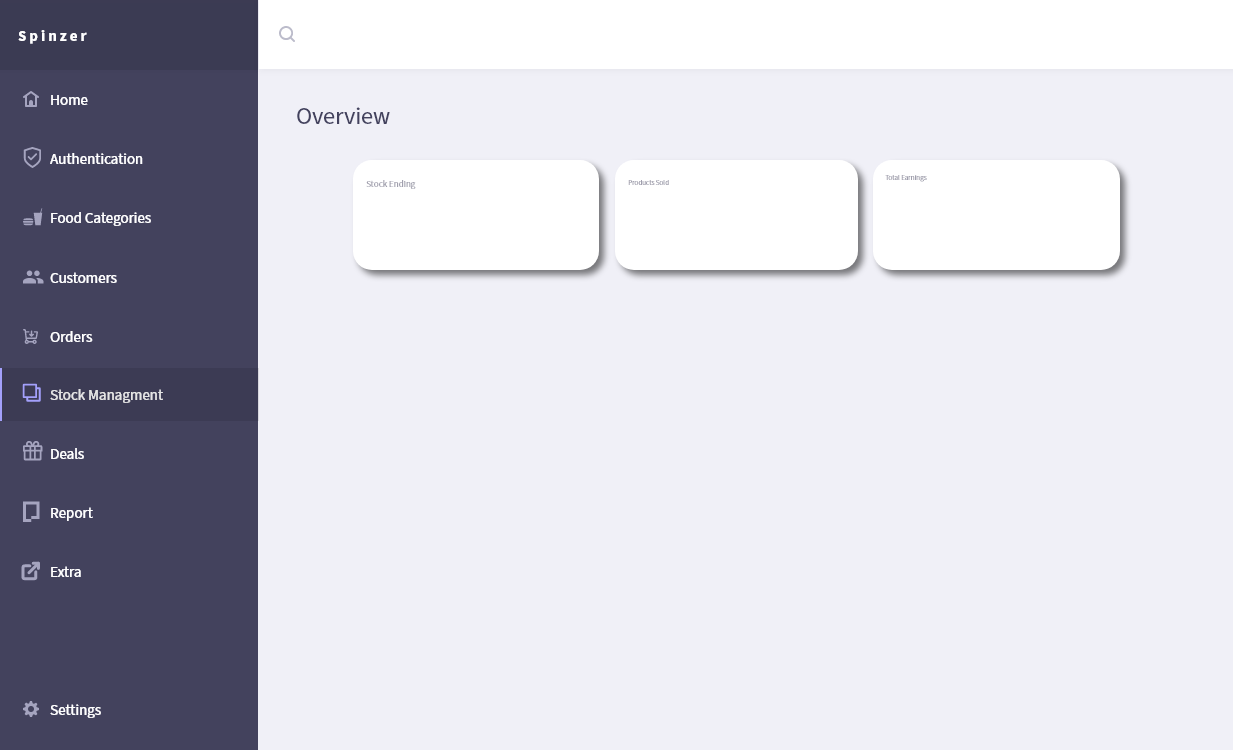 Spinzer
Home
Authentication
Food Categories
Customers
Orders
Stock Managment
Deals
Report
Extra
Settings
Overview
Stock Ending
Products Sold
Total Earnings